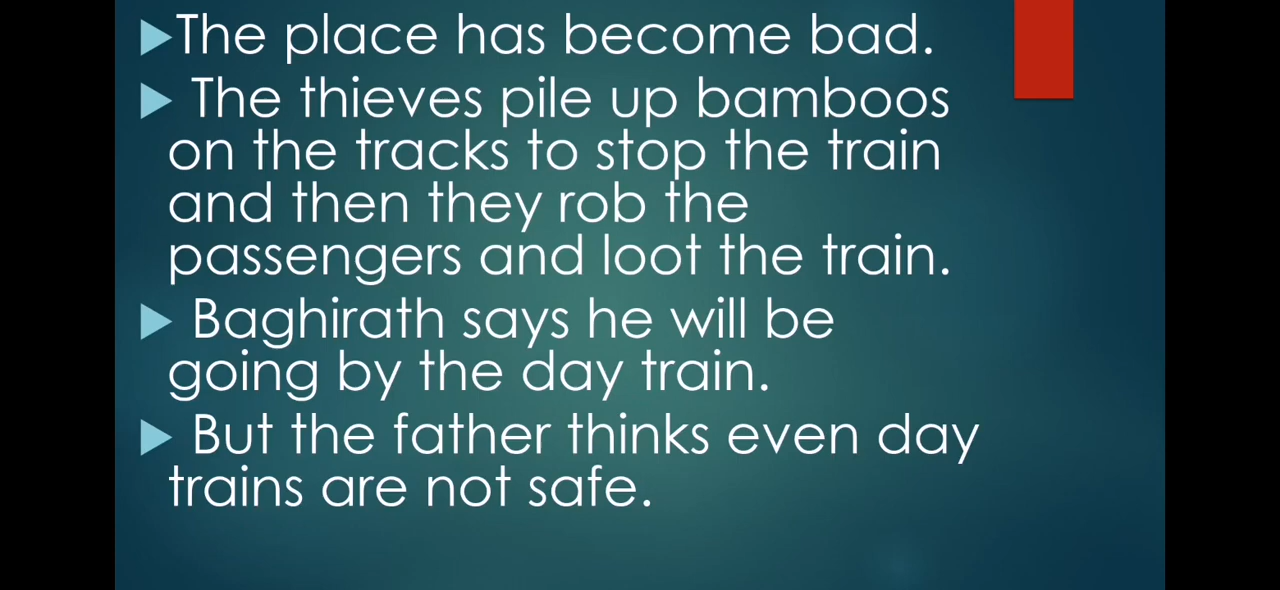 The place has become bad.
The thieves pile up bamboos
on the tracks to stop the train
and then they rob the
passengers and loot the train.
Baghirath says he will be
going by the day train.
But the father thinks even day
trains are not safe.